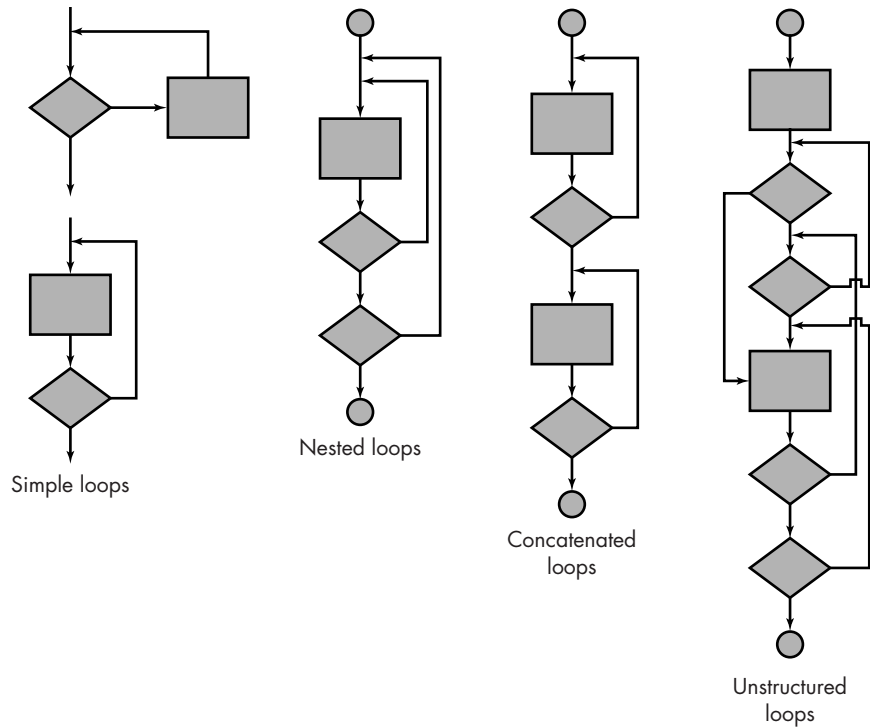 Simple loops
Nested loops
Concatenated
loops
Unstructured
loops